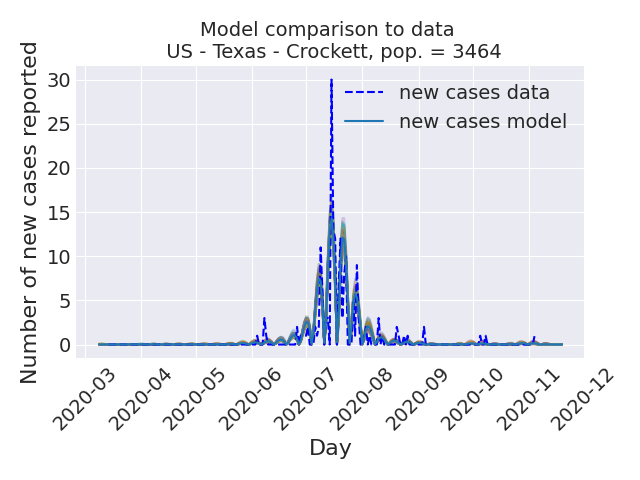 Model comparison to data
US - Texas - Crockett, pop. = 3464
Number of new cases reported
30
25
20
15
10
5
0
new cases data
new cases model
2020-03
2020-04
2020-05
2020-06
2020-07
2020-08
2020-09
2020-10
2020-11
2020-12
Day